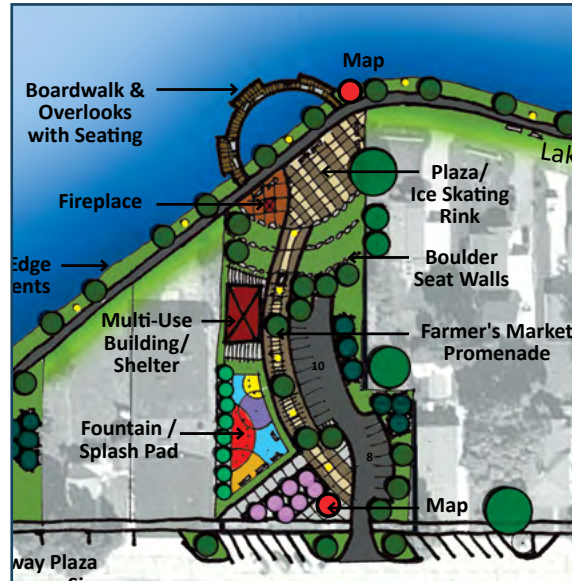 Map
Boardwalk &
Overlooks
with Seating
Lak
Plaza/
Ice Skating
Rink
Fireplace
Edge
ents
Boulder
Seat Walls
Multi-Use
Building/
Shelter
Farmer's Market
Promenade
10
Fountain /
Splash Pad
8
Map
way Plaza